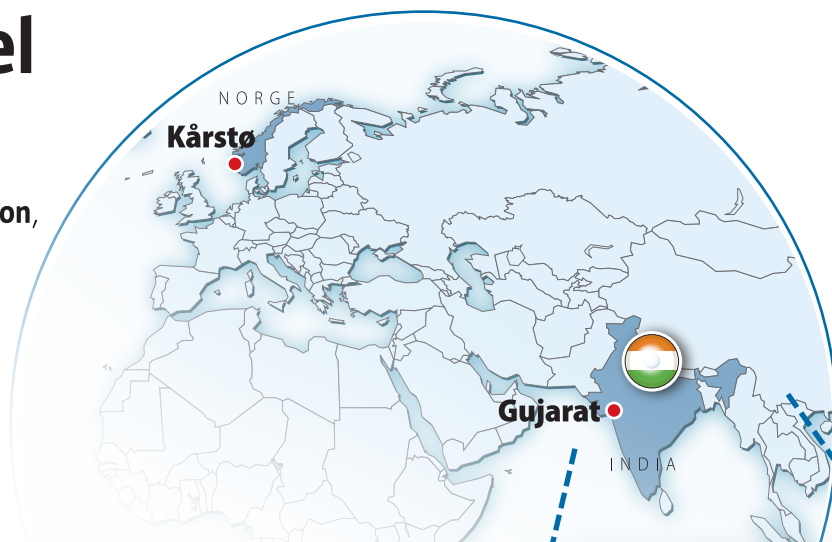 el
NORGE
Kårstø
on,
Gujarat
INDIA